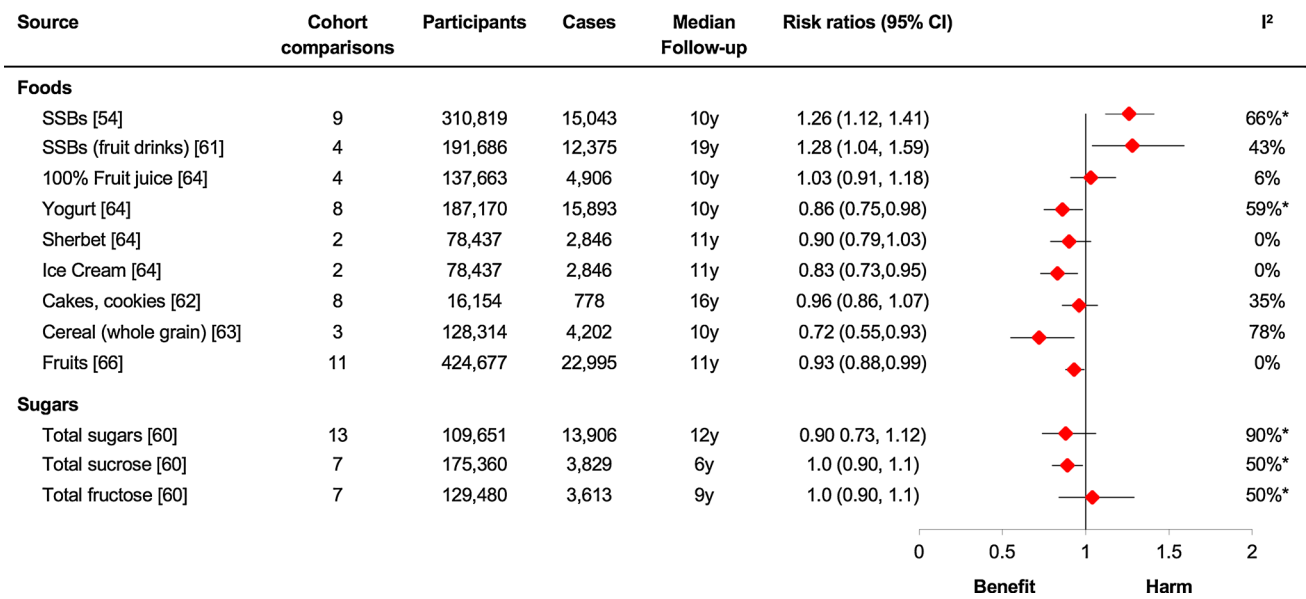 Source Cohort comparisons Participants Cases Median Follow-up Risk ratios (95% CI) I²
Foods
SSBs [54] 9 310,819 15,043 10y 1.26 (1.12, 1.41) 66%*
SSBs (fruit drinks) [61] 4 191,686 12,375 19y 1.28 (1.04, 1.59) 43%
100% Fruit juice [64] 4 137,663 4,906 10y 1.03 (0.91, 1.18) 6%
Yogurt [64] 8 187,170 15,893 10y 0.86 (0.75,0.98) 59%*
Sherbet [64] 2 78,437 2,846 11y 0.90 (0.79,1.03) 0%
Ice Cream [64] 2 78,437 2,846 11y 0.83 (0.73,0.95) 0%
Cakes, cookies [62] 8 16,154 778 16y 0.96 (0.86, 1.07) 35%
Cereal (whole grain) [63] 3 128,314 4,202 10y 0.72 (0.55,0.93) 78%
Fruits [66] 11 424,677 22,995 11y 0.93 (0.88,0.99) 0%
Sugars
Total sugars [60] 13 109,651 13,906 12y 0.90 0.73, 1.12) 90%*
Total sucrose [60] 7 175,360 3,829 6y 1.0 (0.90, 1.1) 50%*
Total fructose [60] 7 129,480 3,613 9y 1.0 (0.90, 1.1) 50%*
0 0.5 1 1.5 2
Benefit Harm